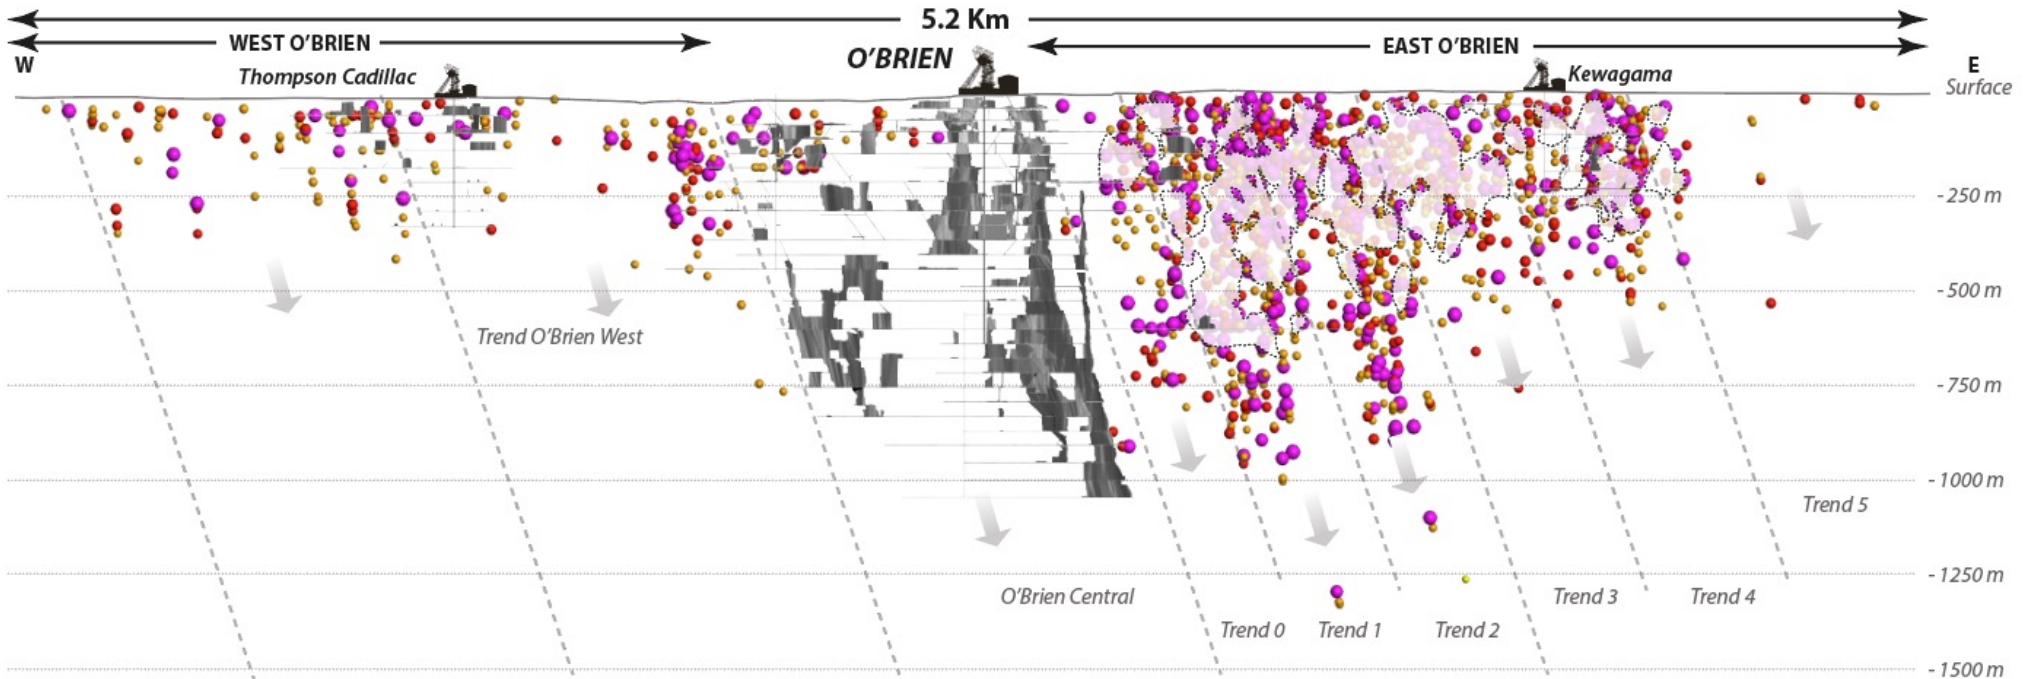 5.2 Km
WEST O'BRIEN
O'BRIEN
EAST O'BRIEN
W
E
Thompson Cadillac
Kewagama
Surface
- 250 m
- 500 m
Trend O'Brien West
- 750 m
- 1000 m
Trend 5
- 1250 m
O'Brien Central
Trend 3
Trend 4
Trend 0
Trend 1
Trend 2
- 1500 m